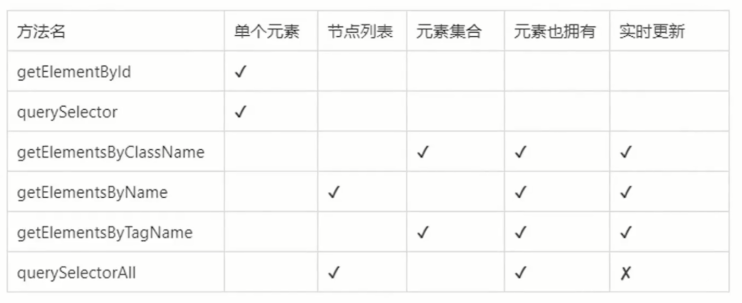 方法名 单个元素 节点列表 元素集合 元素也拥有 实时更新
getElementById ✓
querySelector ✓
getElementsByClassName ✓ ✓ ✓
getElementsByName ✓ ✓ ✓
getElementsByTagName ✓ ✓ ✓
querySelectorAll ✓ ✓ ✗